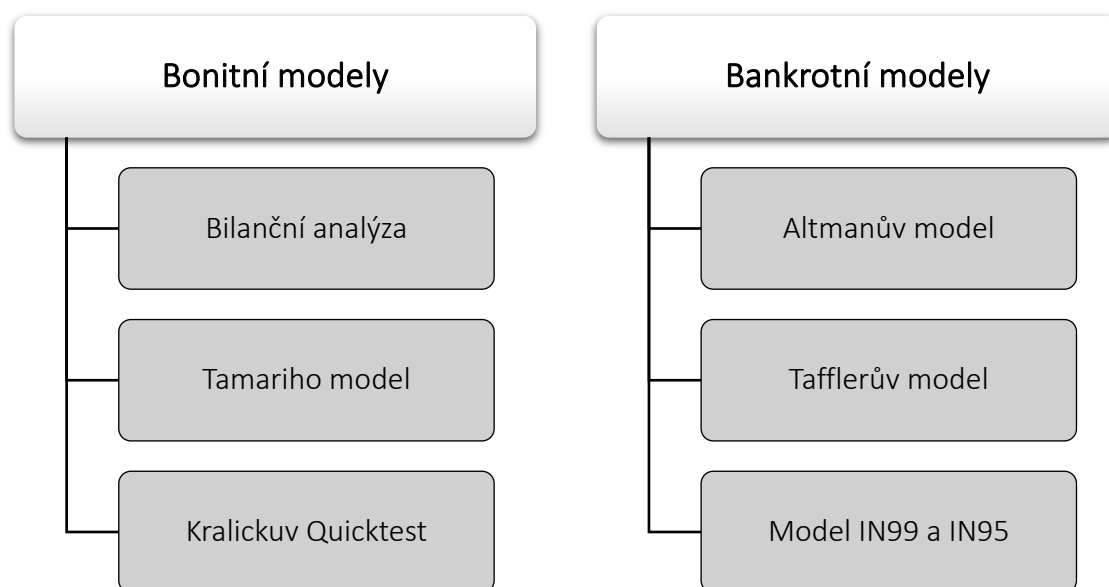 Bonitní modely
Bilanční analýza
Tamariho model
Kralickuv Quicktest
Bankrotní modely
Altmanův model
Tafflerův model
Model IN99 a IN95